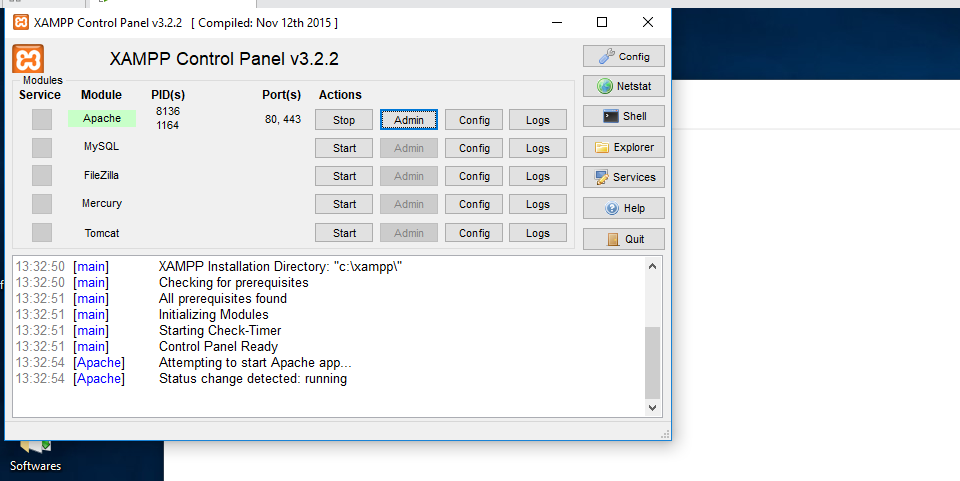 XAMPP Control Panel v3.2.2 [ Compiled: Nov 12th 2015 ]
XAMPP Control Panel v3.2.2
Config
Modules
Service Module PID(s) Port(s) Actions
Netstat
Apache 8136 1164 80, 443 Stop Admin Config Logs
Shell
MySQL Start Admin Config Logs
Explorer
FileZilla Start Admin Config Logs
Services
Mercury Start Admin Config Logs
Help
Tomcat Start Admin Config Logs
Quit
13:32:50 [main] XAMPP Installation Directory: "c:\xampp\"
13:32:50 [main] Checking for prerequisites
13:32:51 [main] All prerequisites found
13:32:51 [main] Initializing Modules
13:32:51 [main] Starting Check-Timer
13:32:51 [main] Control Panel Ready
13:32:54 [Apache] Attempting to start Apache app...
13:32:54 [Apache] Status change detected: running
Softwares